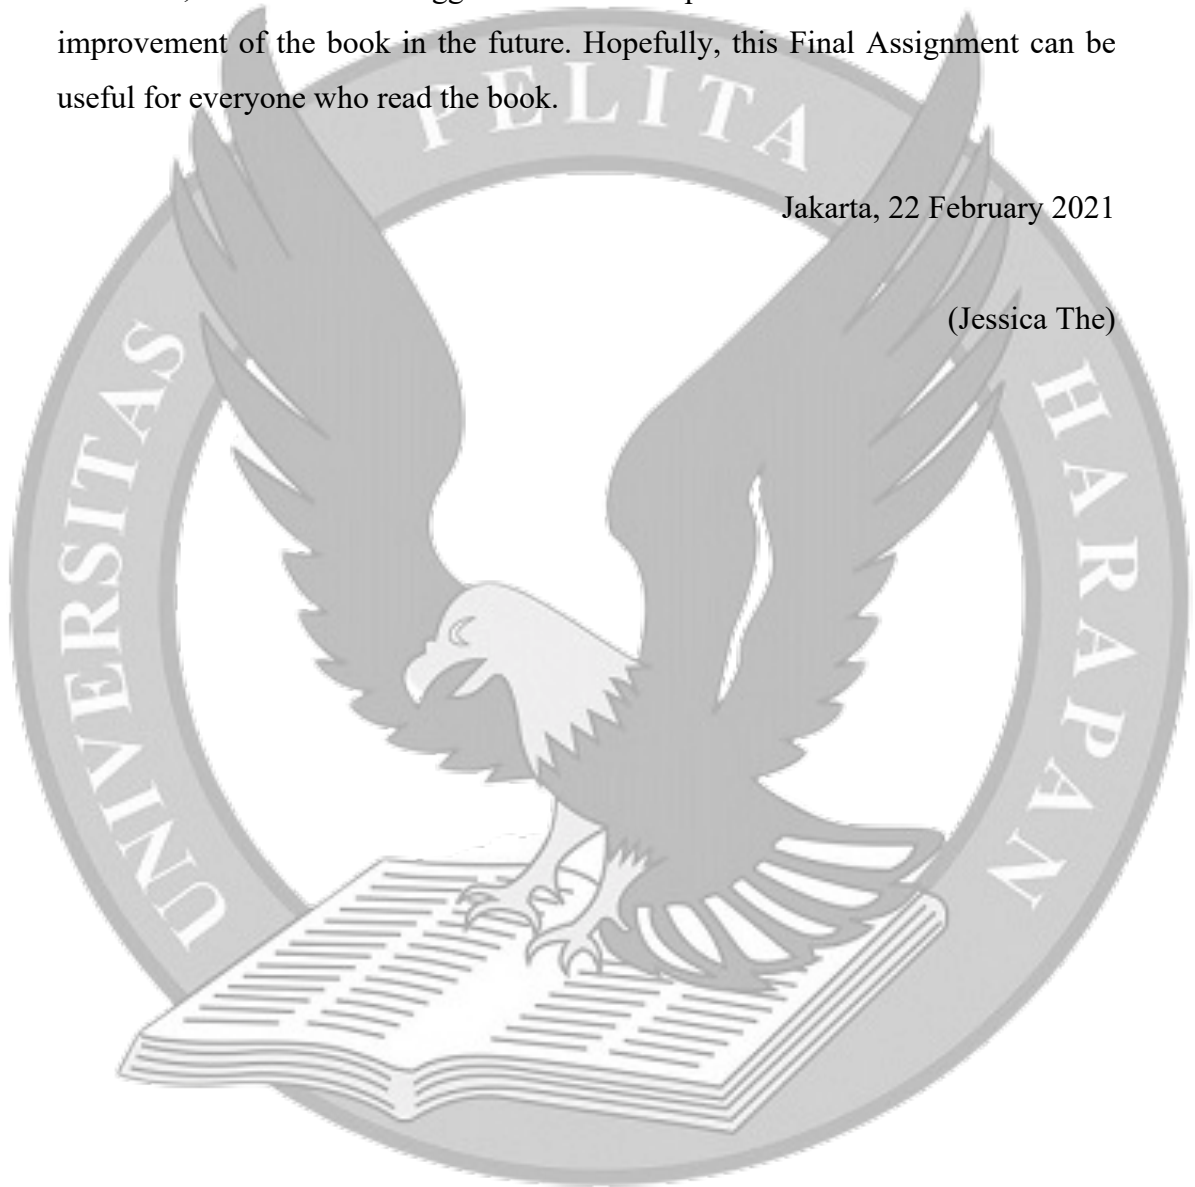 improvement of the book in the future. Hopefully, this Final Assignment can be
useful for everyone who read the book.
Jakarta, 22 February 2021
(Jessica The)
UNIVERSITAS
PELITA
HARAPAN